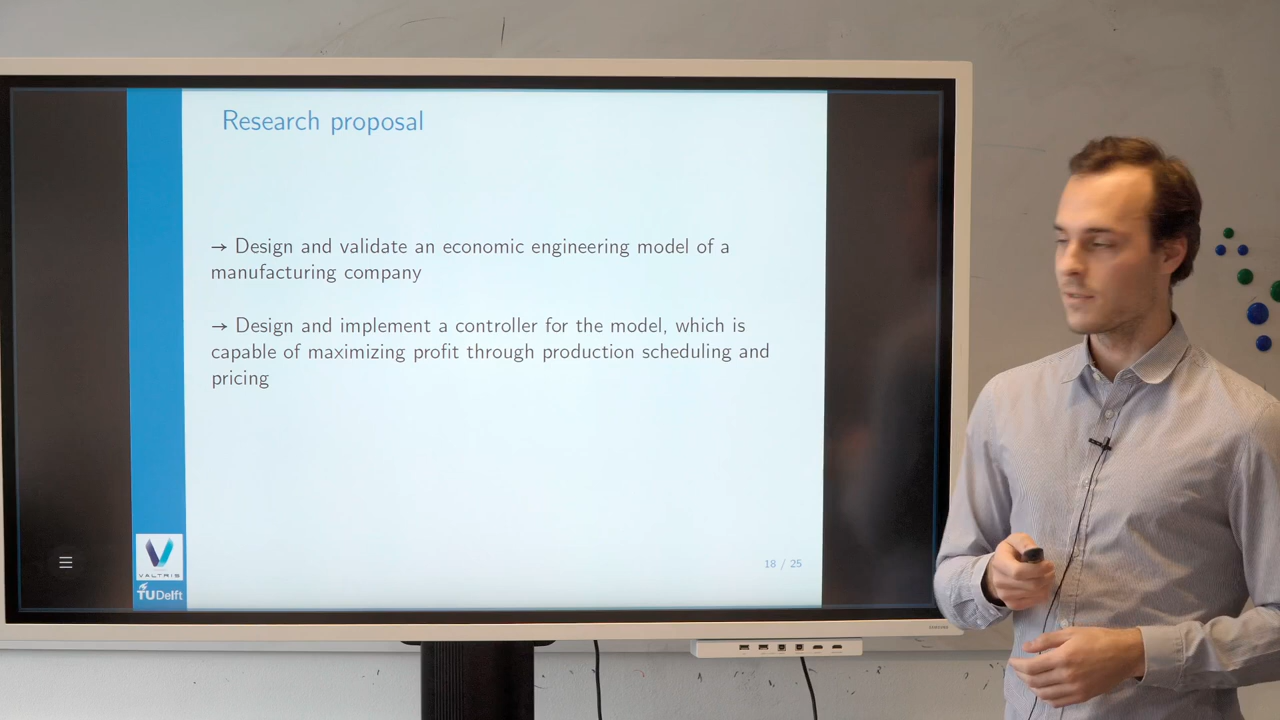 Research proposal
→ Design and validate an economic engineering model of a
manufacturing company
→ Design and implement a controller for the model, which is
capable of maximizing profit through production scheduling and
pricing
18 / 25
VALTRIS
TUDelft
SAMSUNG